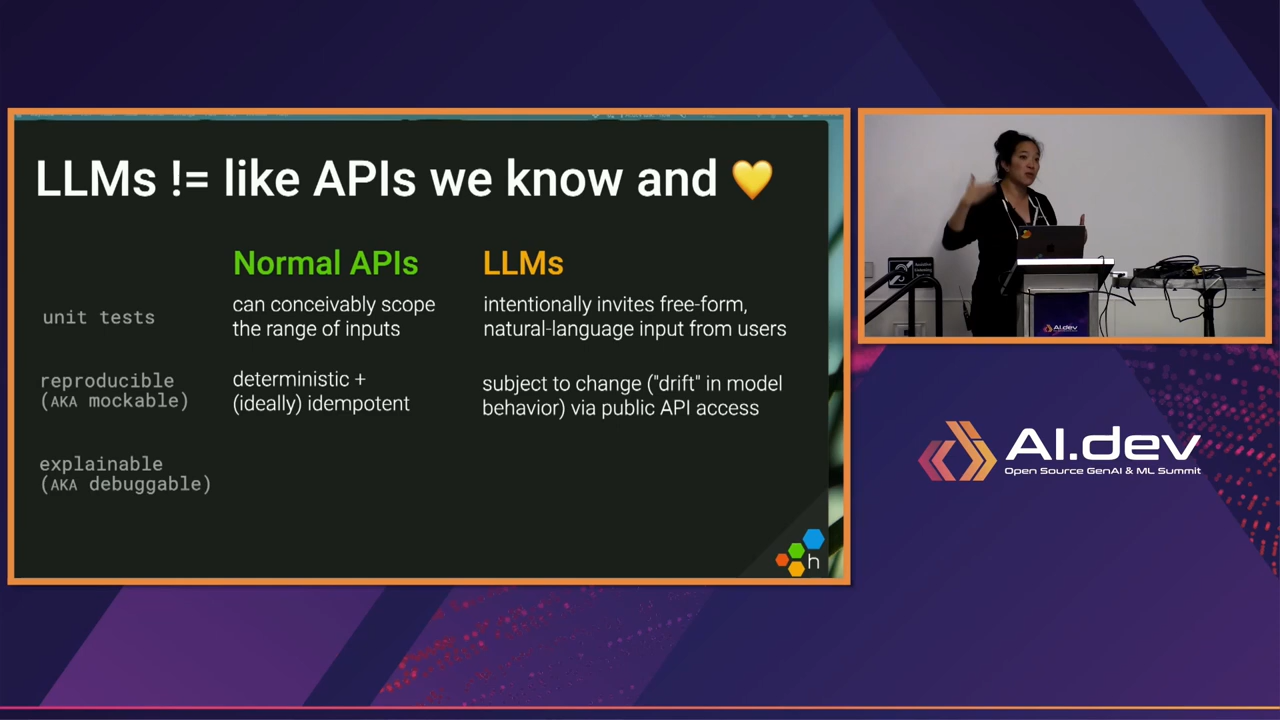 LLMs != like APIs we know and 💛
Normal APIs
LLMs
unit tests
can conceivably scope
the range of inputs
intentionally invites free-form,
natural-language input from users
reproducible
(AKA mockable)
deterministic +
(ideally) idempotent
subject to change ("drift" in model
behavior) via public API access
explainable
(AKA debuggable)
h
AI.dev
AI.dev
Open Source GenAI & ML Summit